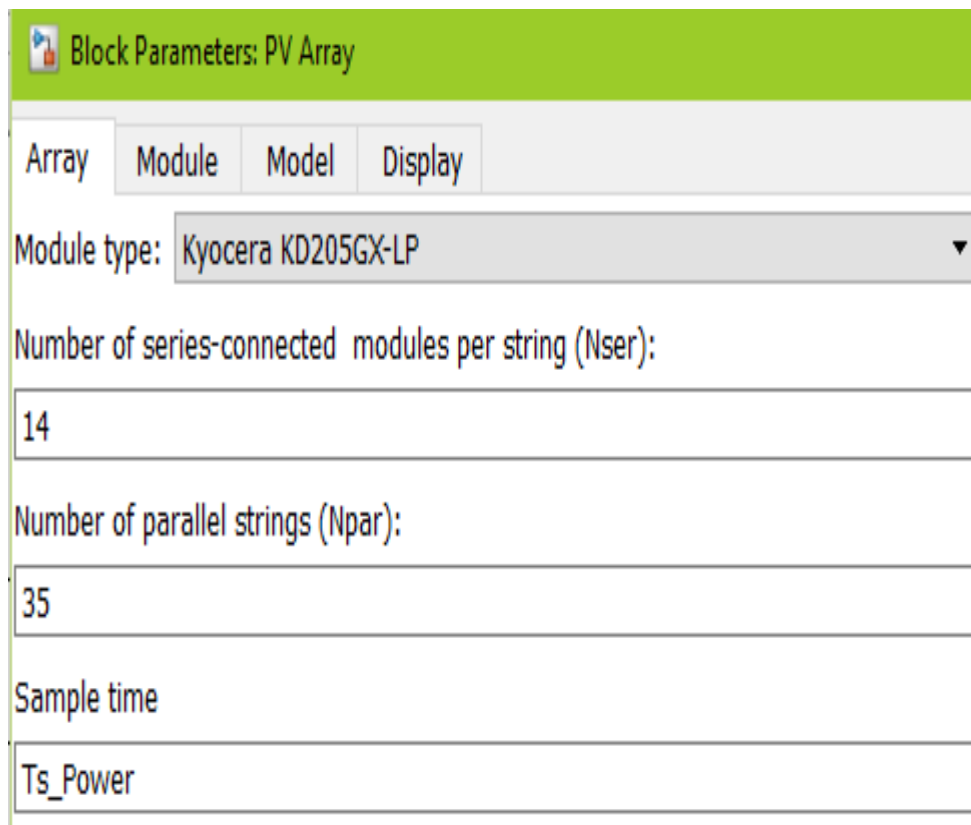 Block Parameters: PV Array
Array Module Model Display
Module type: Kyocera KD205GX-LP
Number of series-connected modules per string (Nser):
14
Number of parallel strings (Npar):
35
Sample time
Ts_Power